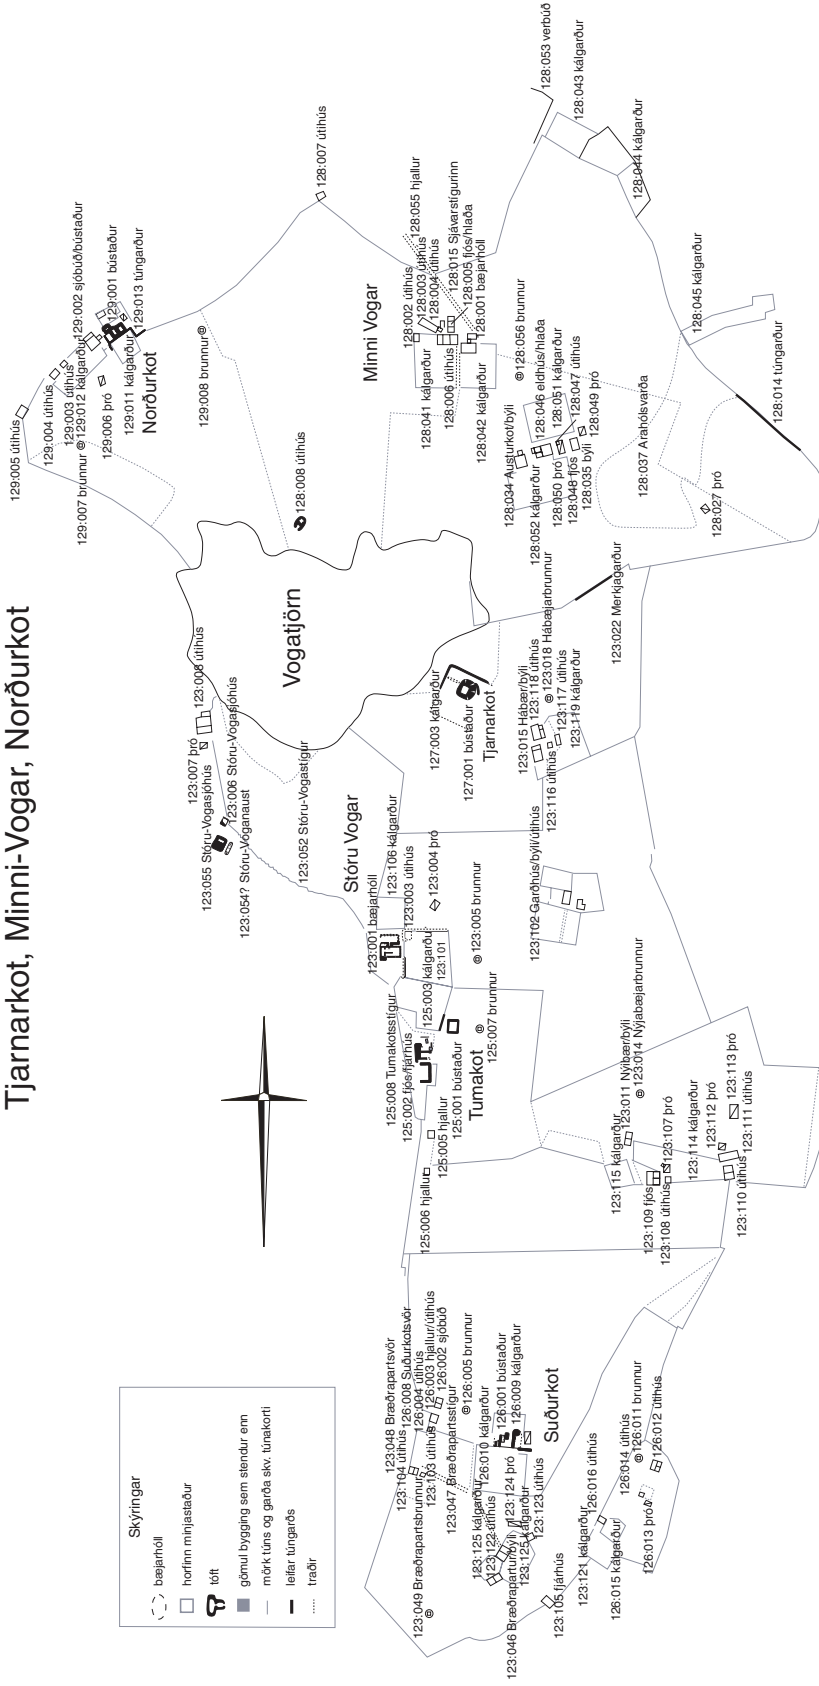 Tjarnarkot, Minni-Vogar, Norðurkot
129:005 útihús
129:004 útihús
129:003 útihús
129:007 brunnur
129:012 kálgarður
129:002 sjóbúð/bústaður
129:006 þró
129:011 kálgarður
129:001 bústaður
129:013 túngarður
Norðurkot
129:008 brunnur
128:007 útihús
128:008 útihús
Minni Vogar
128:002 útihús
128:003 útihús
128:004 útihús
128:055 hjallur
128:015 Sjávarstígurinn
128:005 fjós/hlaða
128:001 bæjarhóll
128:041 kálgarður
128:006 útihús
128:042 kálgarður
128:053 verbúð
128:043 kálgarður
128:044 kálgarður
128:045 kálgarður
128:056 brunnur
128:034 Austurkot/býli
128:046 eldhús/hlaða
128:051 kálgarður
128:047 útihús
128:049 þró
128:052 kálgarður
128:050 þró
128:048 fjós
128:035 býli
128:037 Arahólsvarða
128:027 þró
128:014 túngarður
Vogatjörn
123:008 útihús
123:007 þró
123:006 Stóru-Vogasjóhús
123:055 Stóru-Vogasjóhús
123:054? Stóru-Voganaust
123:052 Stóru-Vogastígur
127:003 kálgarður
127:001 bústaður
Tjarnarkot
123:022 Merkjagarður
123:015 Hábær/býli
123:118 útihús
123:018 Hábæjarbrunnur
123:117 útihús
123:119 kálgarður
123:116 útihús
Stóru Vogar
123:001 bæjarhóll
123:106 kálgarður
123:003 útihús
123:004 þró
123:101
123:005 brunnur
123:102 Garðhús/býli/útihús
125:008 Tumakotsstígur
125:002 fjós/fjárhús
125:003 kálgarður
125:007 brunnur
125:001 bústaður
125:005 hjallur
125:006 hjallur
Tumakot
123:115 kálgarður
123:011 Nýibær/býli
123:014 Nýjabæjarbrunnur
123:109 fjós
123:108 útihús
123:107 þró
123:114 kálgarður
123:112 þró
123:113 þró
123:111 útihús
123:110 útihús
123:048 Bræðrapartsvör
123:104 útihús
126:008 Suðurkotsvör
126:004 útihús
126:003 hjallur/útihús
126:002 sjóbúð
123:103 útihús
123:047 Bræðrapartsstígur
126:005 brunnur
123:049 Bræðrapartsbrunnur
126:010 kálgarður
126:001 bústaður
126:009 kálgarður
Suðurkot
123:125 kálgarður
123:122 útihús
123:124 þró
123:046 Bræðrapartur/býli
123:125 kálgarður
123:123 útihús
123:105 fjárhús
123:121 kálgarður
126:016 útihús
126:015 kálgarður
126:014 útihús
126:011 brunnur
126:012 útihús
126:013 þró
Skýringar
bæjarhóll
horfinn minjastaður
tóft
gömul bygging sem stendur enn
mörk túns og garða skv. túnakorti
leifar túngarðs
traðir